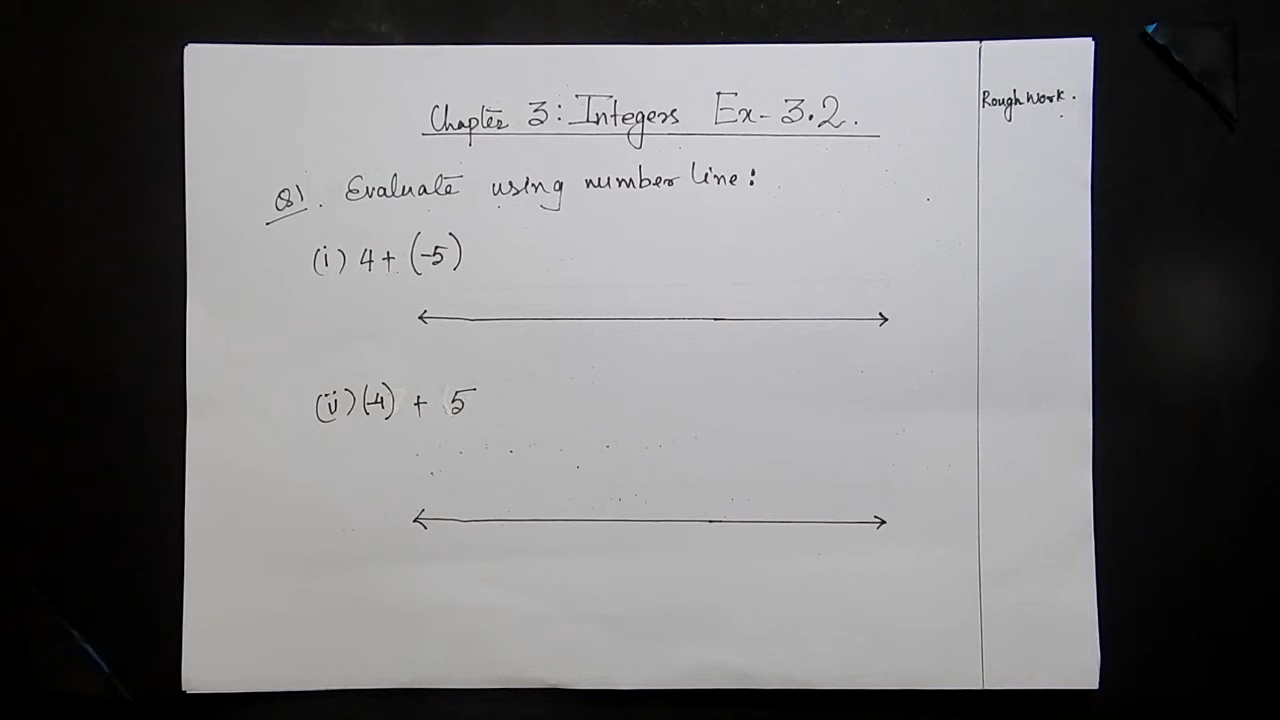 Chapter 3: Integers Ex-3.2.
Rough Work.
Q1. Evaluate using number line:
(i) 4 + (-5)
(ii) (-4) + 5